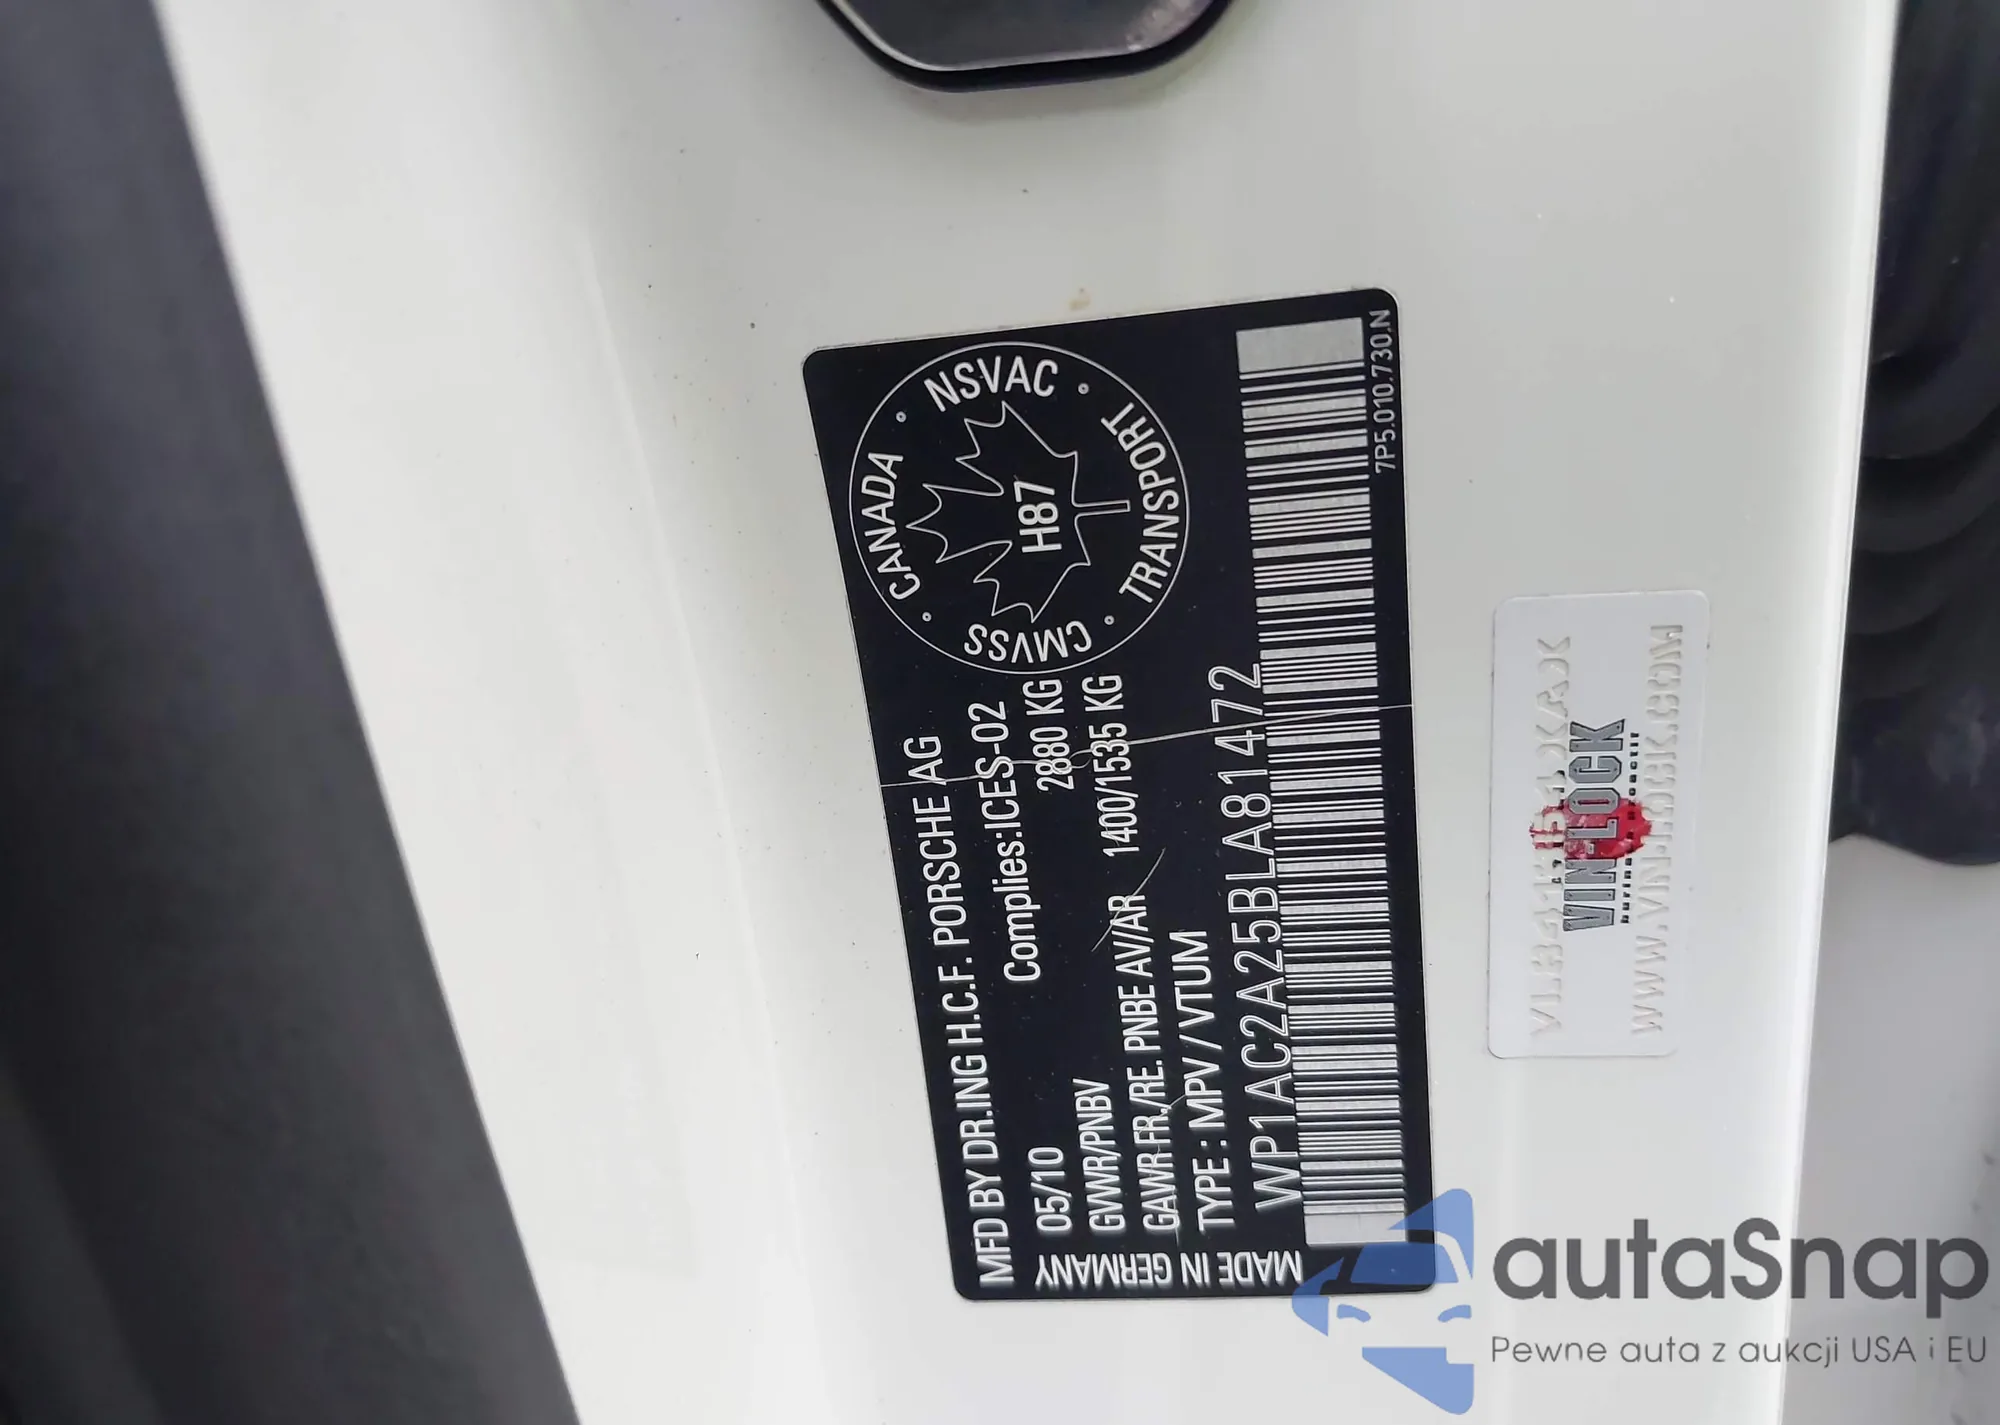 MFD BY DR.ING H.C.F. PORSCHE AG
05/10 Complies:ICES-02
GVWR/PNBV 2880 KG
GAWR.FR./RE. PNBE AV/AR 1400/1535 KG
TYPE : MPV / VTUM
WP1AC2A25BLA81472
MADE IN GERMANY
CANADA · NSVAC · TRANSPORT · CMVSS ·
H87
7P5.010.730.N
VIN-LOCK
WWW.VINLOCK.COM
autaSnap
Pewne auta z aukcji USA i EU